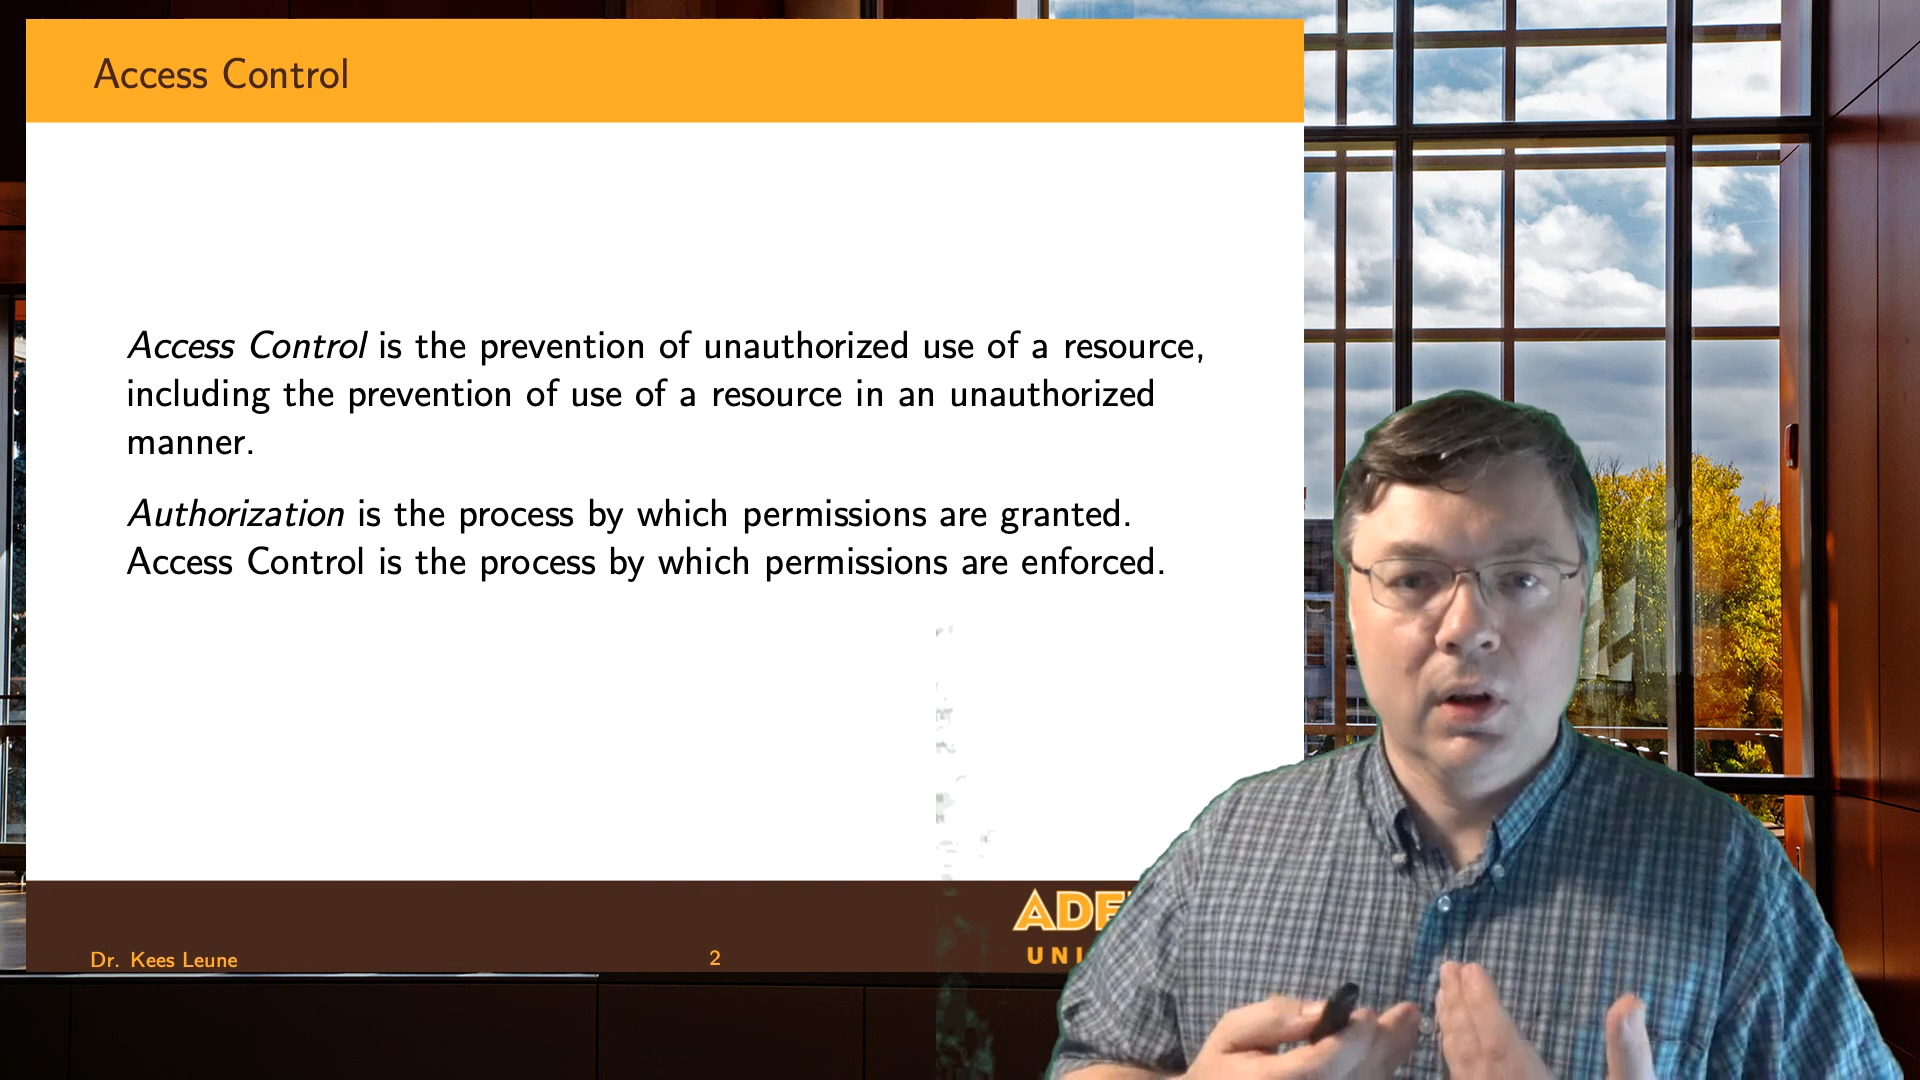 Access Control
Access Control is the prevention of unauthorized use of a resource,
including the prevention of use of a resource in an unauthorized
manner.
Authorization is the process by which permissions are granted.
Access Control is the process by which permissions are enforced.
Dr. Kees Leune
2